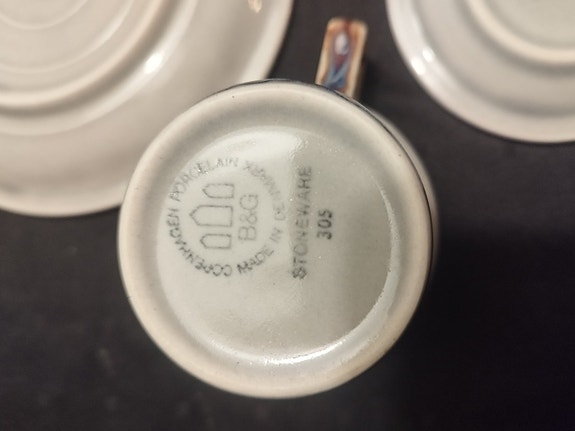 COPENHAGEN PORCELAIN
B&G
MADE IN DENMARK
STONEWARE
305